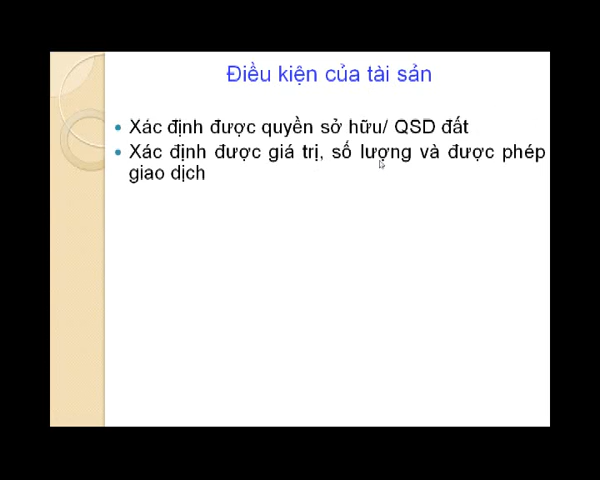 Điều kiện của tài sản
• Xác định được quyền sở hữu/ QSD đất
• Xác định được giá trị, số lượng và được phép
giao dịch